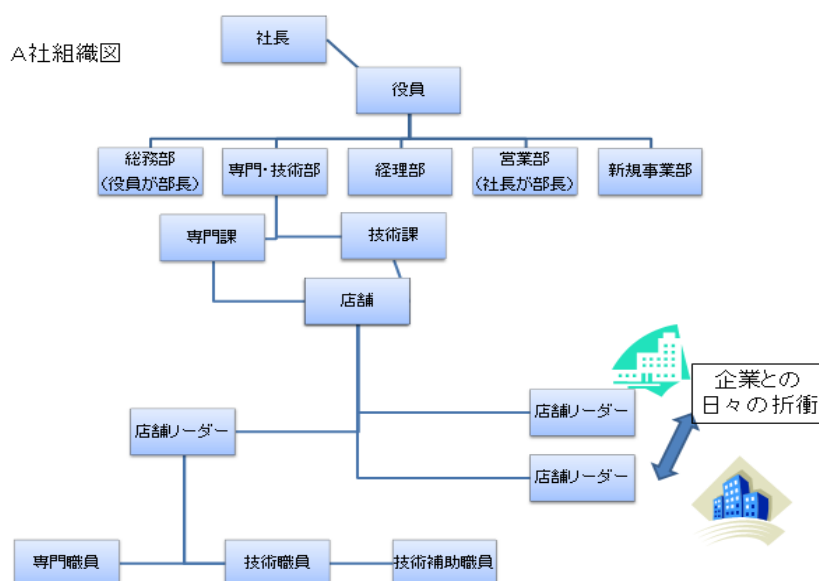 A社組織図
社長
役員
総務部
(役員が部長)
専門・技術部
経理部
営業部
(社長が部長)
新規事業部
専門課
技術課
店舗
企業との
日々の折衝
店舗リーダー
店舗リーダー
店舗リーダー
専門職員
技術職員
技術補助職員